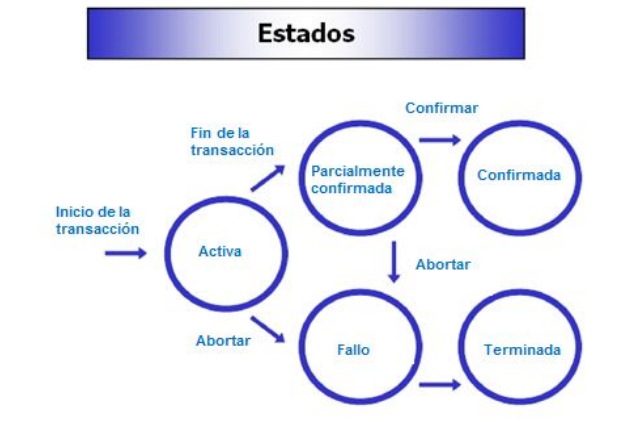 Estados
Confirmar
Fin de la
transacción
Parcialmente
confirmada
Confirmada
Inicio de la
transacción
Activa
Abortar
Abortar
Fallo
Terminada